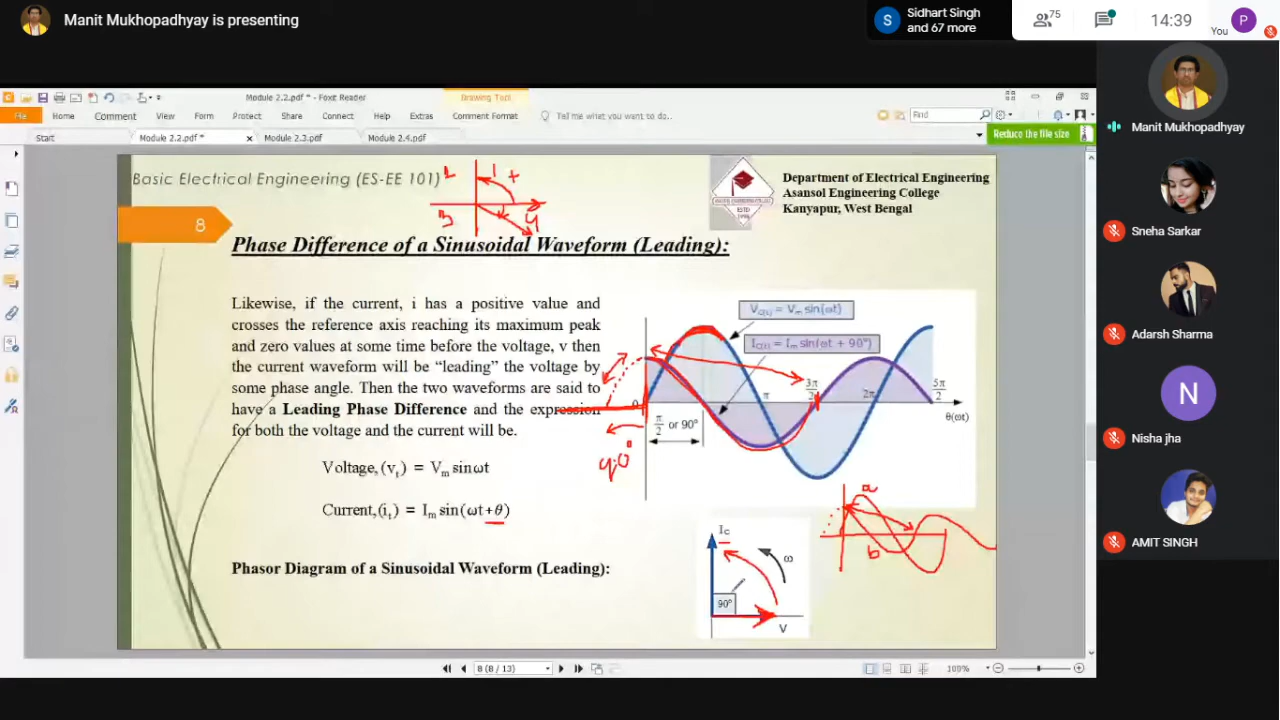 Manit Mukhopadhyay is presenting
S Sidhart Singh
and 67 more
75
14:39
You P
Module 2.2.pdf * - Foxit Reader
Drawing Tools
File Home Comment View Form Protect Share Connect Help Extras Comment Format Tell me what you want to do..
Find
Start Module 2.2.pdf * Module 2.3.pdf Module 2.4.pdf
Reduce the file size
Basic Electrical Engineering (ES-EE 101)
2 1 +
3 4
Department of Electrical Engineering
Asansol Engineering College
Kanyapur, West Bengal
8
Phase Difference of a Sinusoidal Waveform (Leading):
Likewise, if the current, i has a positive value and
crosses the reference axis reaching its maximum peak
and zero values at some time before the voltage, v then
the current waveform will be “leading” the voltage by
some phase angle. Then the two waveforms are said to
have a Leading Phase Difference and the expression
for both the voltage and the current will be.
Voltage, (vt) = Vm sinωt
Current, (it) = Im sin(ωt+θ)
Phasor Diagram of a Sinusoidal Waveform (Leading):
V(t) = Vm sin(ωt)
I(t) = Im sin(ωt + 90°)
0 π 3π/2 2π 5π/2
θ(ωt)
π/2 or 90°
90°
a
b
Ic
ω
90°
V
8 (8 / 13)
100%
Manit Mukhopadhyay
Sneha Sarkar
Adarsh Sharma
N
Nisha jha
AMIT SINGH